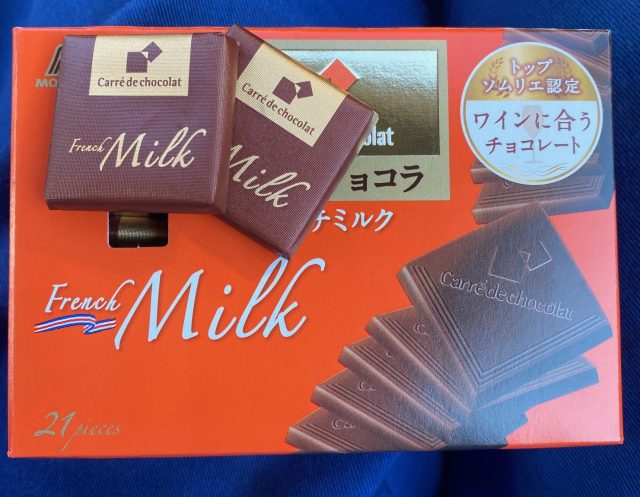 Carré de chocolat
French Milk
Carré de chocolat
French Milk
MO
olat
ョコラ
チミルク
トップ
ソムリエ認定
ワインに合う
チョコレート
Carré de chocolat
French Milk
21 pieces